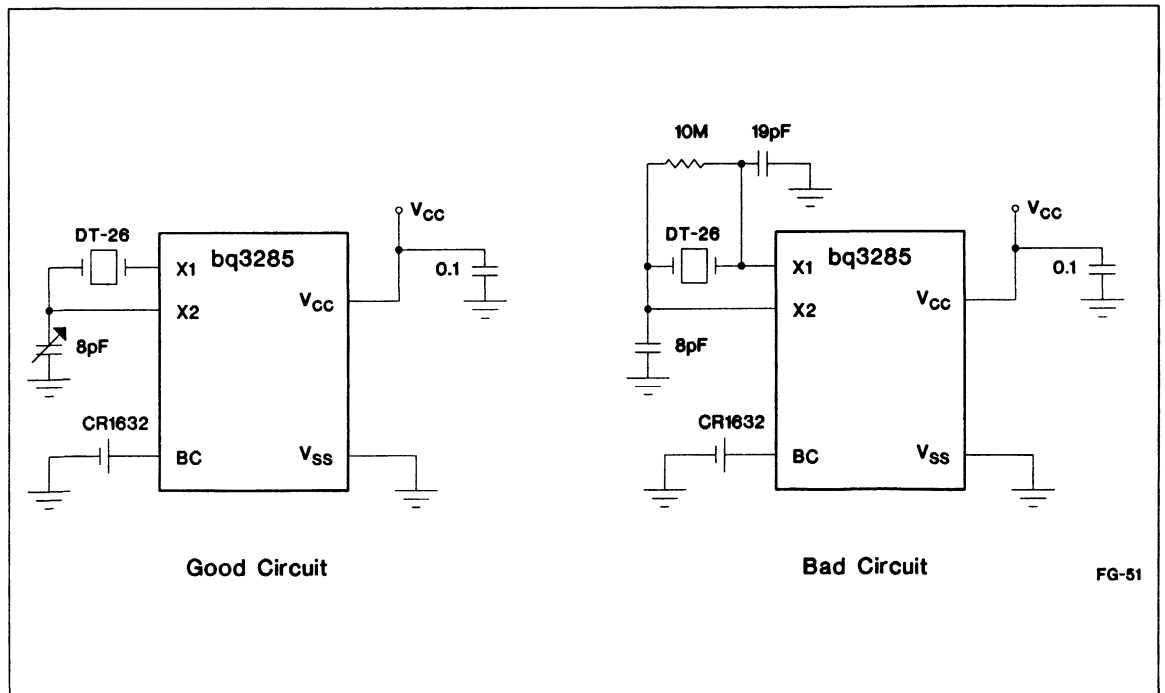 DT-26
bq3285
X1
X2
VCC
VCC
0.1
8pF
CR1632
BC
VSS
Good Circuit
10M
19pF
DT-26
bq3285
X1
X2
VCC
VCC
0.1
8pF
CR1632
BC
VSS
Bad Circuit
FG-51